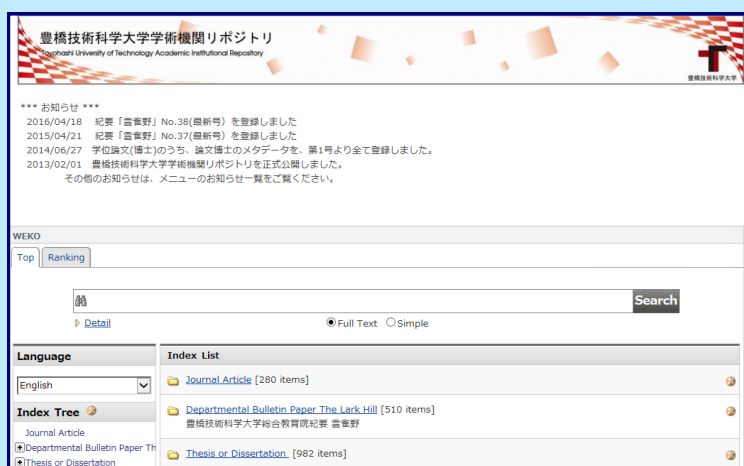 豊橋技術科学大学学術機関リポジトリ
Toyohashi University of Technology Academic Institutional Repository
豊橋技術科学大学
*** お知らせ ***
2016/04/18 紀要「雲雀野」No.38(最新号）を登録しました
2015/04/21 紀要「雲雀野」No.37(最新号）を登録しました
2014/06/27 学位論文(博士)のうち、論文博士のメタデータを、第1号より全て登録しました。
2013/02/01 豊橋技術科学大学学術機関リポジトリを正式公開しました。
その他のお知らせは、メニューのお知らせ一覧をご覧ください。
WEKO
Top Ranking
Search
Detail Full Text Simple
Language
English
Index Tree
Journal Article
Departmental Bulletin Paper Th
Thesis or Dissertation
Index List
Journal Article [280 items]
Departmental Bulletin Paper The Lark Hill [510 items]
豊橋技術科学大学総合教育院紀要 雲雀野
Thesis or Dissertation [982 items]